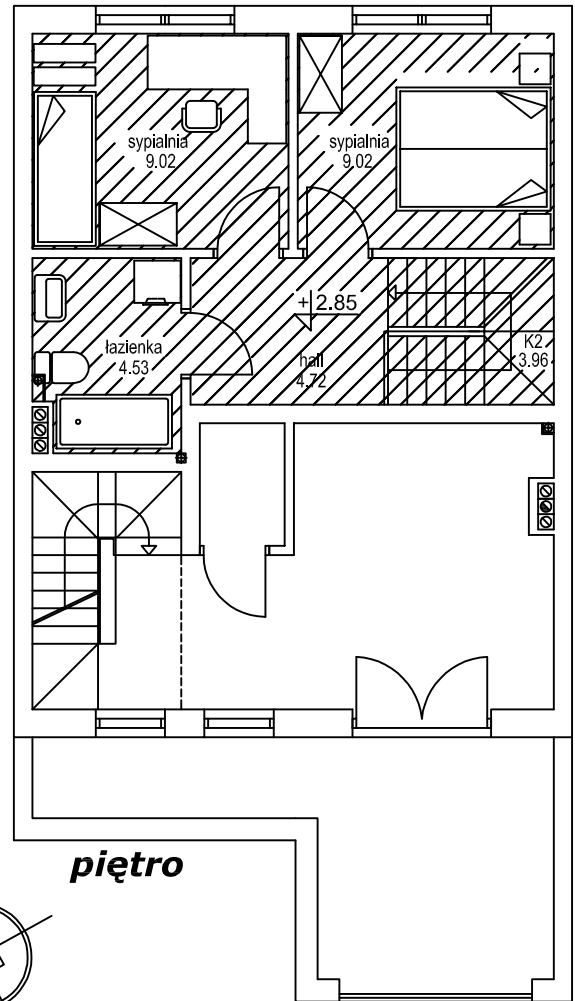 sypialnia
9.02
sypialnia
9.02
+2.85
łazienka
4.53
hall
4.72
K2
3.96
piętro